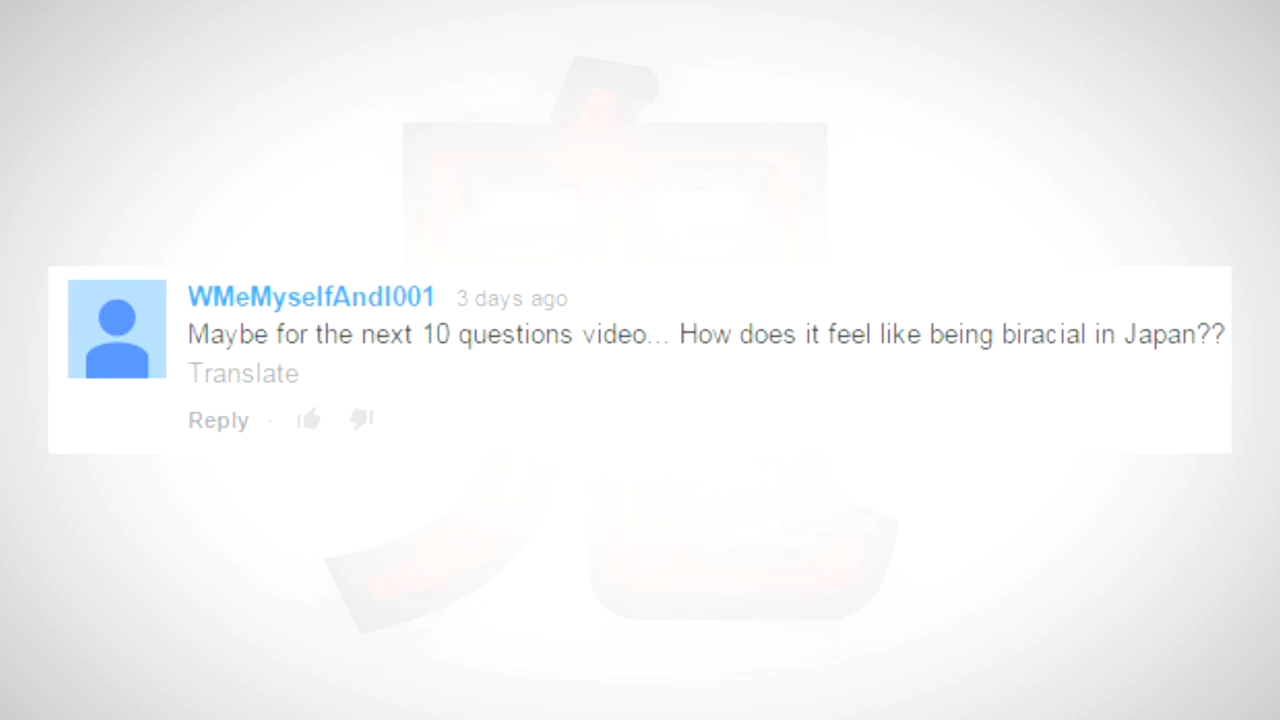 WMeMyselfAndI001 3 days ago
Maybe for the next 10 questions video... How does it feel like being biracial in Japan??
Translate
Reply ·